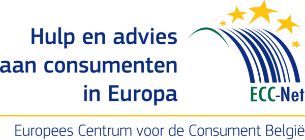 Hulp en advies
aan consumenten
in Europa
ECC-Net
Europees Centrum voor de Consument België